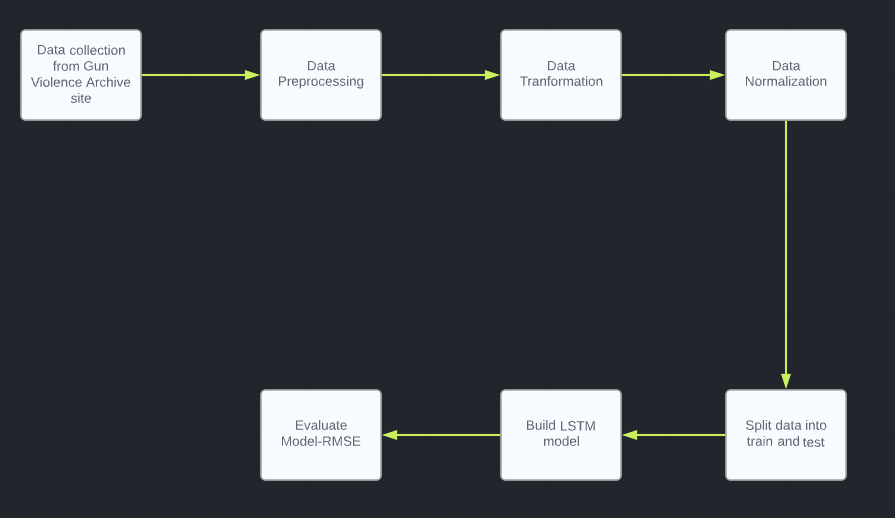 Data collection
from Gun
Violence Archive
site
Data
Preprocessing
Data
Tranformation
Data
Normalization
Split data into
train and test
Build LSTM
model
Evaluate
Model-RMSE